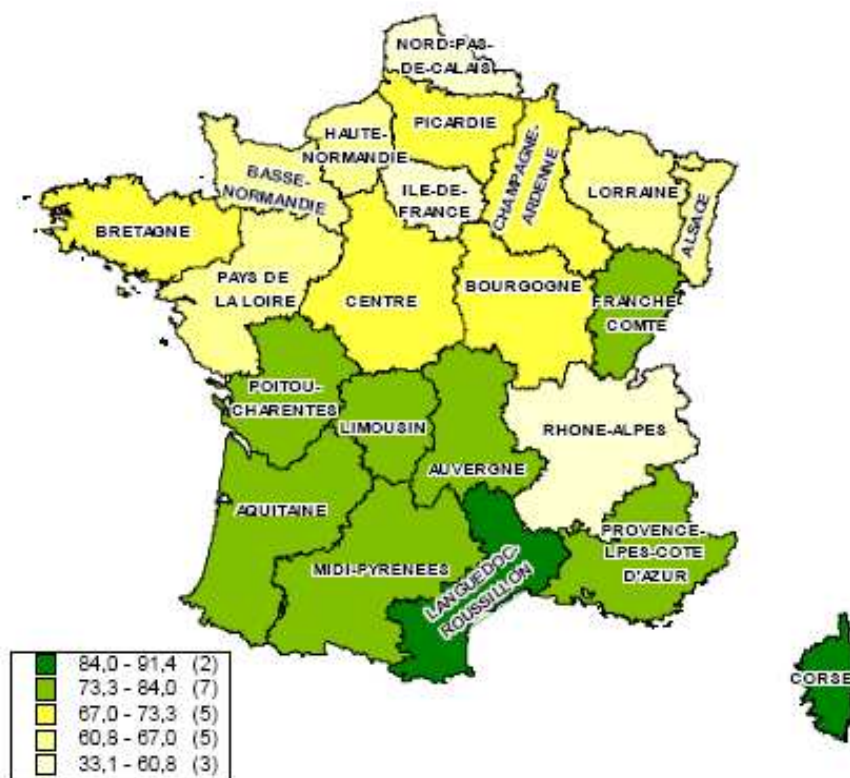 NORD-PAS-
DE-CALAIS
PICARDIE
HAUTE-
NORMANDIE
BASSE-
NORMANDIE
ILE-DE-
FRANCE
CHAMPAGNE-
ARDENNE
LORRAINE
ALSACE
BRETAGNE
PAYS DE
LA LOIRE
CENTRE
BOURGOGNE
FRANCHE
COMTE
POITOU-
CHARENTES
LIMOUSIN
AUVERGNE
RHONE-ALPES
AQUITAINE
MIDI-PYRENEES
LANGUEDOC-
ROUSSILLON
PROVENCE-
LPES-COTE
D'AZUR
CORSE
84,0 - 91,4 (2)
73,3 - 84,0 (7)
67,0 - 73,3 (5)
60,8 - 67,0 (5)
33,1 - 60,8 (3)